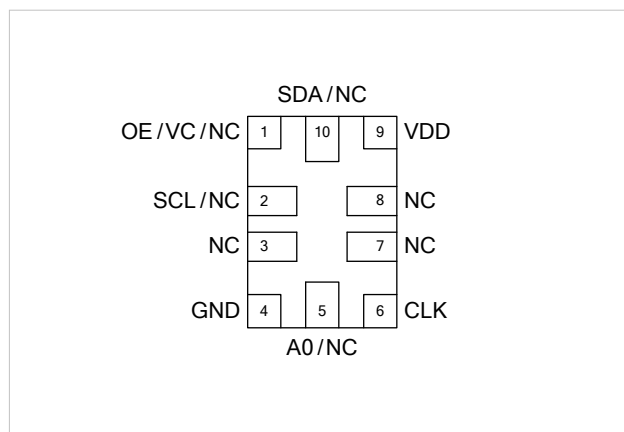 SDA/NC
OE/VC/NC 1 10 9 VDD
SCL/NC 2 8 NC
NC 3 7 NC
GND 4 5 6 CLK
A0/NC